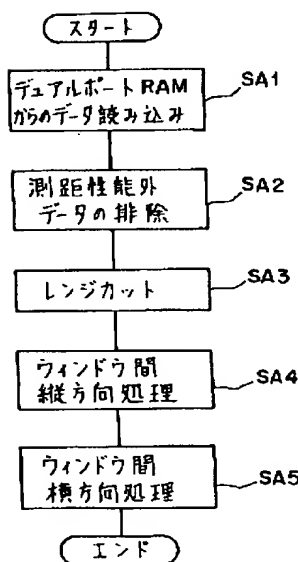 スタート
デュアルポートRAM
からのデータ読み込み
SA1
測距性能外
データの排除
SA2
レンジカット
SA3
ウィンドウ間
縦方向処理
SA4
ウィンドウ間
横方向処理
SA5
エンド